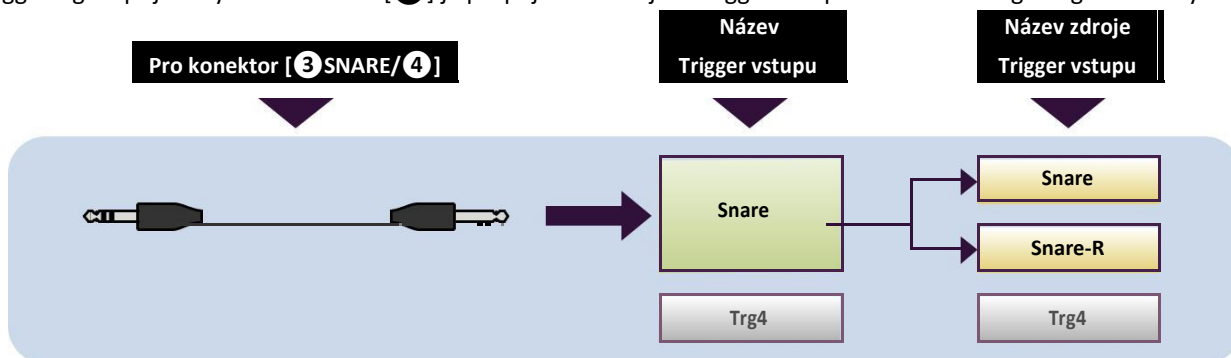 Název
Název zdroje
Pro konektor [❸SNARE/❹]
Trigger vstupu
Trigger vstupu
Snare
Snare
Snare-R
Trg4
Trg4